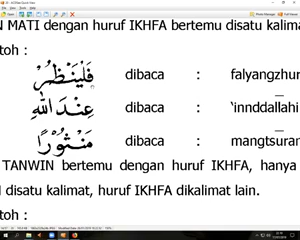 N MATI dengan huruf IKHFA bertemu disatu kalima
toh :
فَلْيَنْظُرْ dibaca : falyangzhur
عِنْدَ اللهِ dibaca : 'innddallahi
مَنْثُوْرًا dibaca : mangtsuran
TANWIN bertemu dengan huruf IKHFA, hanya
I disatu kalimat, huruf IKHFA dikalimat lain.
toh :